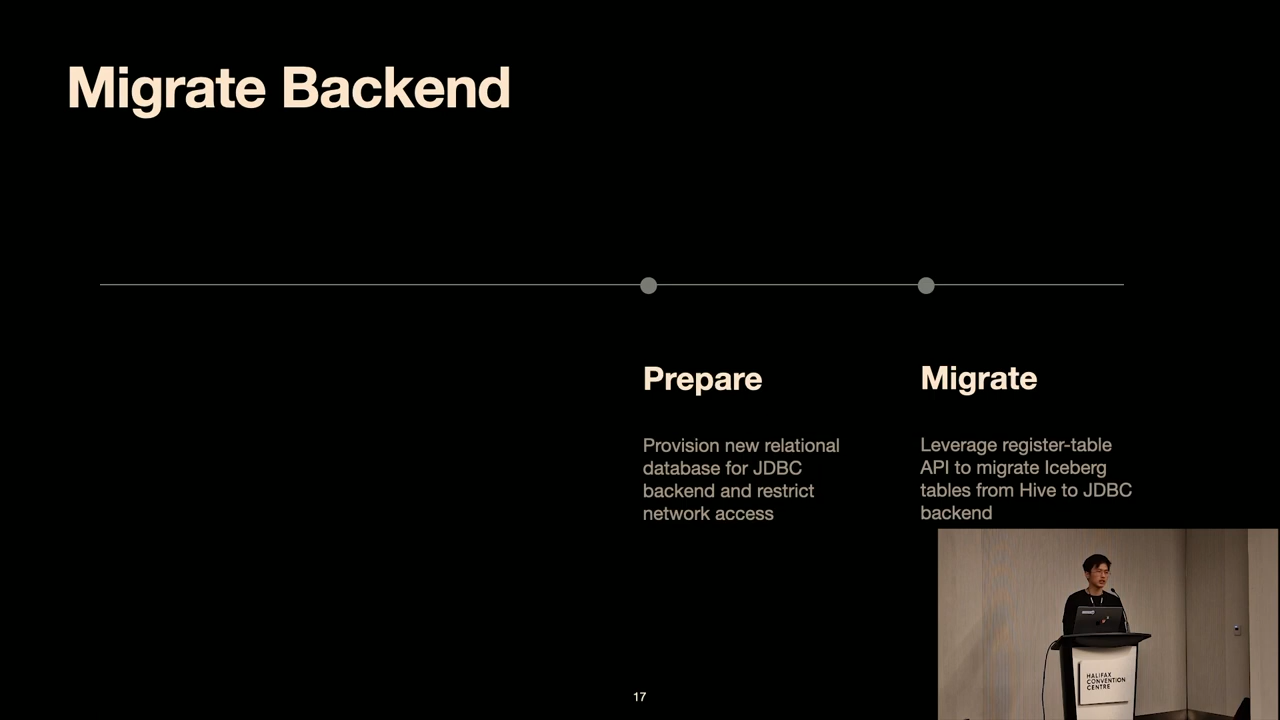 Migrate Backend
Prepare
Provision new relational
database for JDBC
backend and restrict
network access
Migrate
Leverage register-table
API to migrate Iceberg
tables from Hive to JDBC
backend
HALIFAX
CONVENTION
CENTRE
17